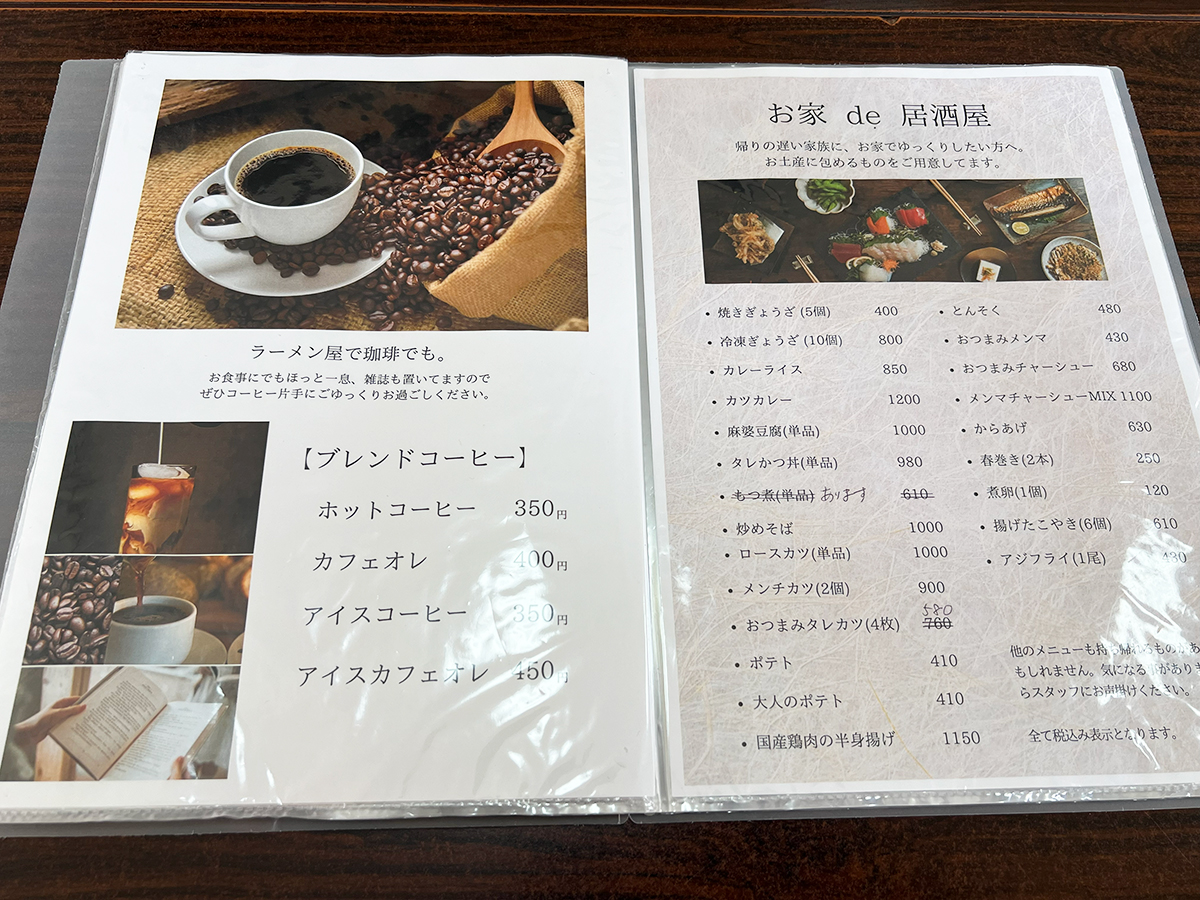 ラーメン屋で珈琲でも。
お食事にでもほっと一息、雑誌も置いてますので
ぜひコーヒー片手にごゆっくりお過ごしください。
【ブレンドコーヒー】
ホットコーヒー 350円
カフェオレ 400円
アイスコーヒー 350円
アイスカフェオレ 450円
お家 de 居酒屋
帰りの遅い家族に、お家でゆっくりしたい方へ。
お土産に包めるものをご用意してます。
• 焼きぎょうざ (5個) 400
• 冷凍ぎょうざ (10個) 800
• カレーライス 850
• カツカレー 1200
• 麻婆豆腐(単品) 1000
• タレかつ丼(単品) 980
• もつ煮(単品) あります 610
• 炒めそば 1000
• ロースカツ(単品) 1000
• メンチカツ(2個) 900
580
• おつまみタレカツ(4枚) 760
• ポテト 410
• 大人のポテト 410
• 国産鶏肉の半身揚げ 1150
• とんそく 480
• おつまみメンマ 430
• おつまみチャーシュー 680
• メンマチャーシューMIX 1100
• からあげ 630
• 春巻き(2本) 250
• 煮卵(1個) 120
• 揚げたこやき(6個) 610
• アジフライ(1尾) 430
他のメニューも持ち帰れるものがあ
もしれません。気になる事がありま
らスタッフにお声掛けください。
全て税込み表示となります。